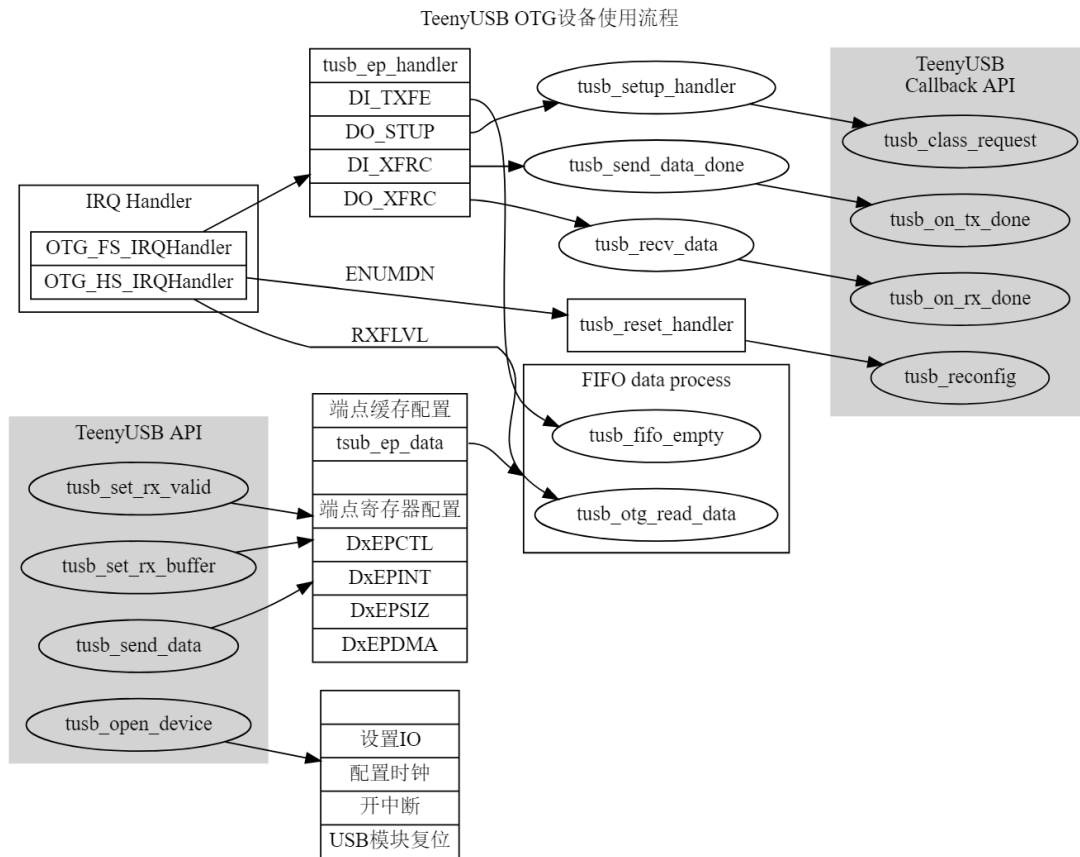 TeenyUSB OTG设备使用流程
tusb_ep_handler
DI_TXFE
DO_STUP
DI_XFRC
DO_XFRC
tusb_setup_handler
tusb_send_data_done
tusb_recv_data
TeenyUSB
Callback API
tusb_class_request
tusb_on_tx_done
tusb_on_rx_done
tusb_reconfig
IRQ Handler
OTG_FS_IRQHandler
OTG_HS_IRQHandler
ENUMDN
RXFLVL
tusb_reset_handler
FIFO data process
tusb_fifo_empty
tusb_otg_read_data
TeenyUSB API
tusb_set_rx_valid
tusb_set_rx_buffer
tusb_send_data
tusb_open_device
端点缓存配置
tsub_ep_data
端点寄存器配置
DxEPCTL
DxEPINT
DxEPSIZ
DxEPDMA
设置IO
配置时钟
开中断
USB模块复位